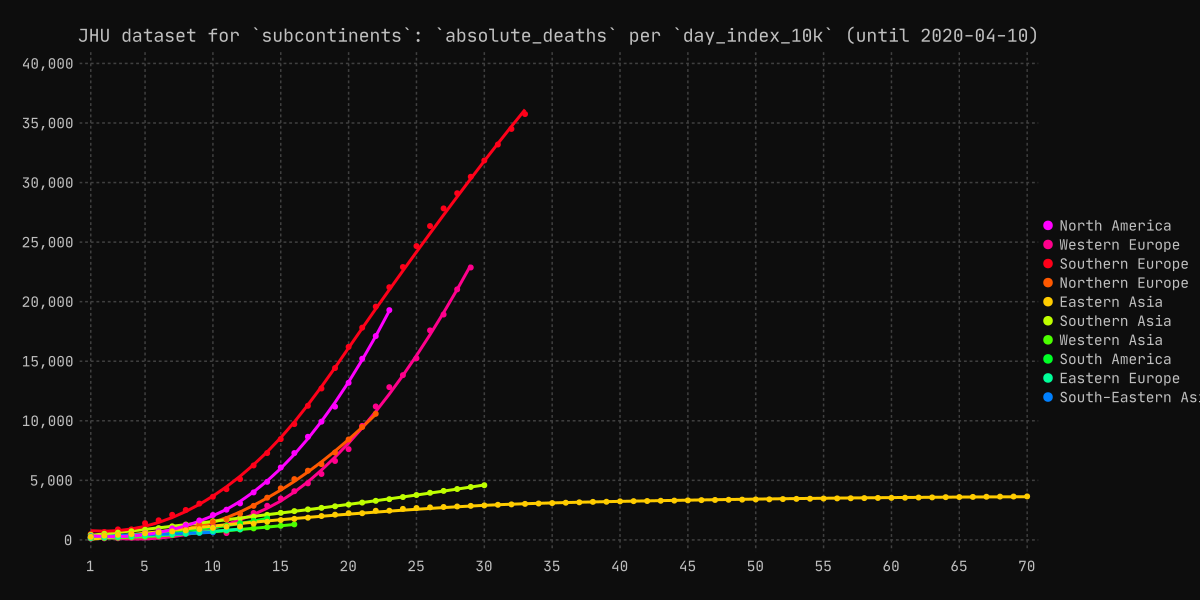 JHU dataset for `subcontinents`: `absolute_deaths` per `day_index_10k` (until 2020-04-10)
40,000
35,000
30,000
25,000
20,000
15,000
10,000
5,000
0
1 5 10 15 20 25 30 35 40 45 50 55 60 65 70
North America
Western Europe
Southern Europe
Northern Europe
Eastern Asia
Southern Asia
Western Asia
South America
Eastern Europe
South-Eastern As